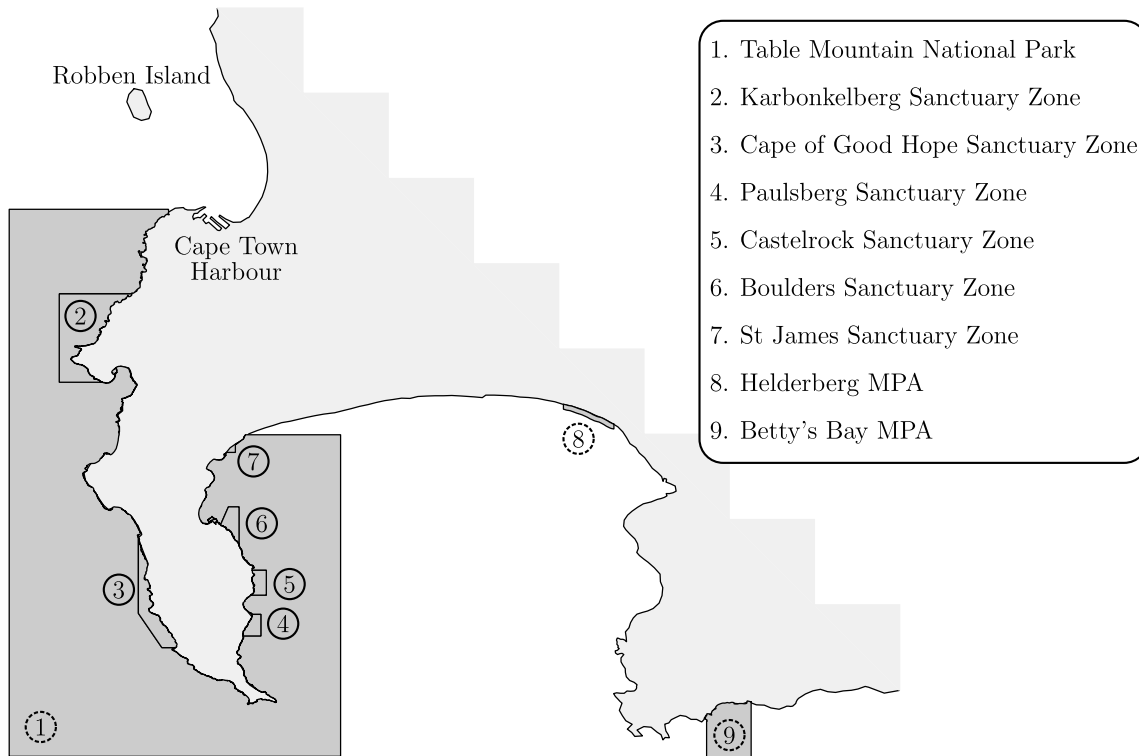 Robben Island
Cape Town
Harbour
1. Table Mountain National Park
2. Karbonkelberg Sanctuary Zone
3. Cape of Good Hope Sanctuary Zone
4. Paulsberg Sanctuary Zone
5. Castelrock Sanctuary Zone
6. Boulders Sanctuary Zone
7. St James Sanctuary Zone
8. Helderberg MPA
9. Betty's Bay MPA
2
8
7
6
5
3
4
1
9